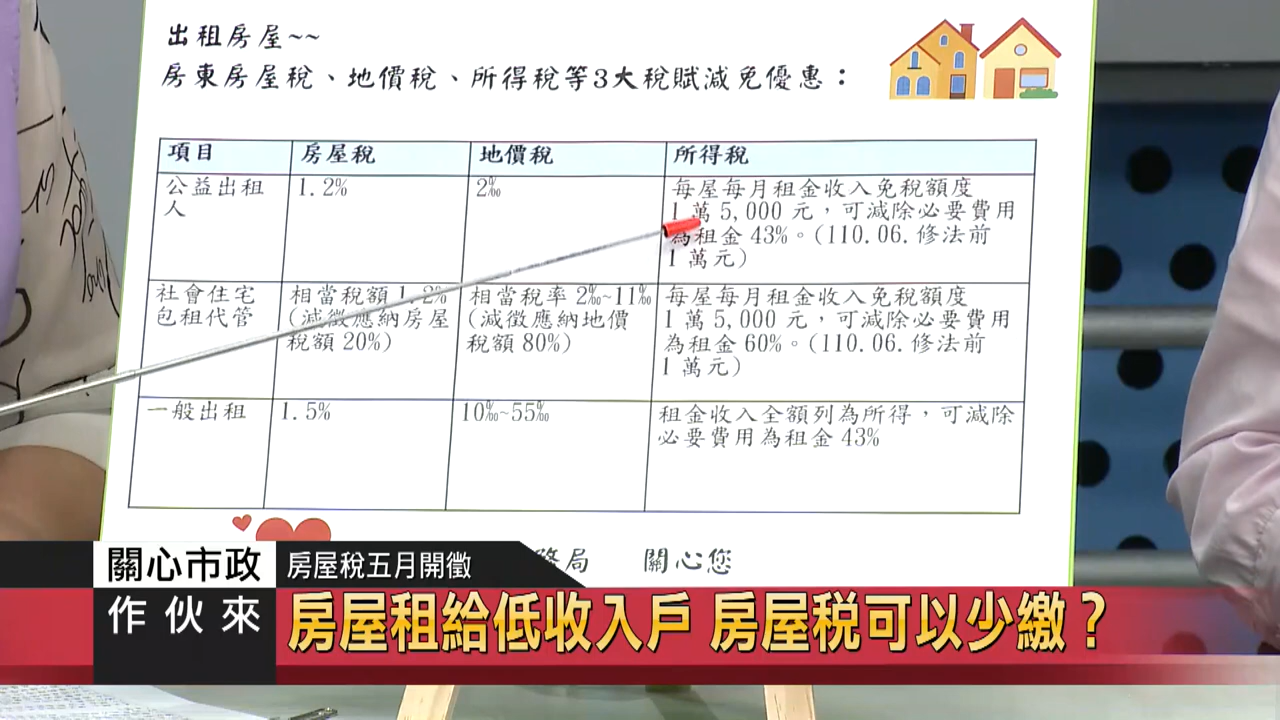 出租房屋~~
房東房屋稅、地價稅、所得稅等3大稅賦減免優惠：
項目 房屋稅 地價稅 所得稅
公益出租人 1.2% 2‰ 每屋每月租金收入免稅額度
1萬5,000元，可減除必要費用
為租金43%。(110.06.修法前
1萬元)
社會住宅 相當稅額1.2% 相當稅率2‰~11‰ 每屋每月租金收入免稅額度
包租代管 (減徵應納房屋 (減徵應納地價 1萬5,000元，可減除必要費用
稅額20%) 稅額80%) 為租金60%。(110.06.修法前
1萬元)
一般出租 1.5% 10‰~55‰ 租金收入全額列為所得，可減除
必要費用為租金43%
務局 關心您
關心市政 房屋稅五月開徵
作伙來 房屋租給低收入戶 房屋稅可以少繳？